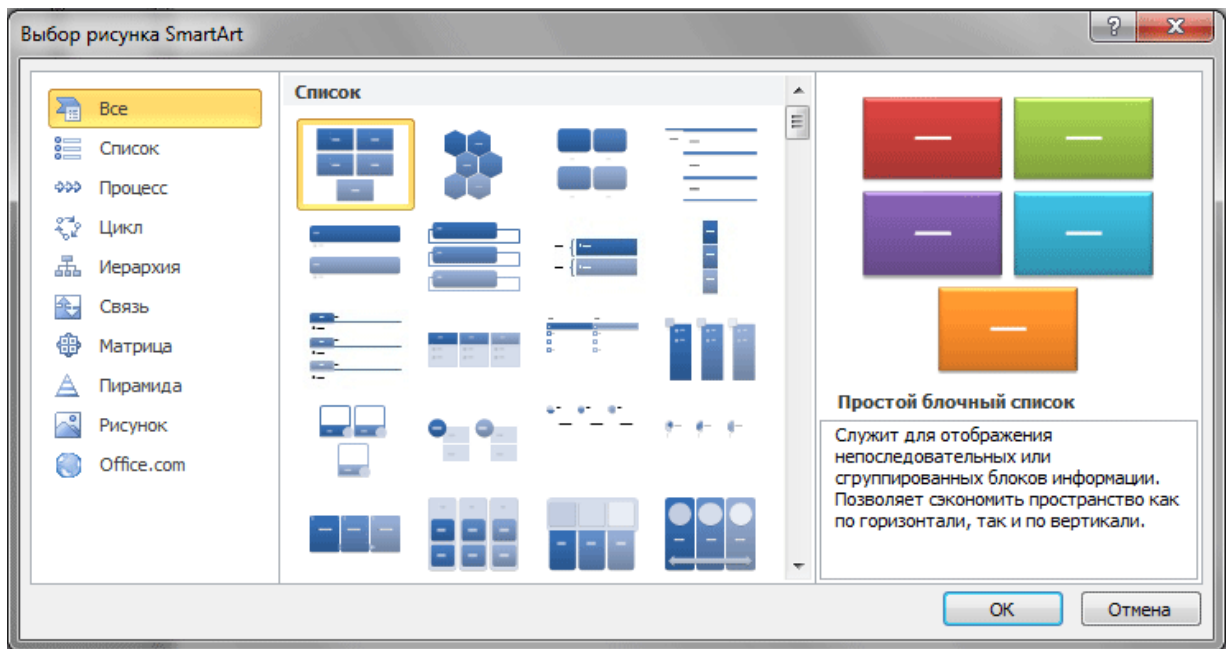 Выбор рисунка SmartArt
Все
Список
Процесс
Цикл
Иерархия
Связь
Матрица
Пирамида
Рисунок
Office.com
Список
Простой блочный список
Служит для отображения
непоследовательных или
сгруппированных блоков информации.
Позволяет сэкономить пространство как
по горизонтали, так и по вертикали.
ОК
Отмена